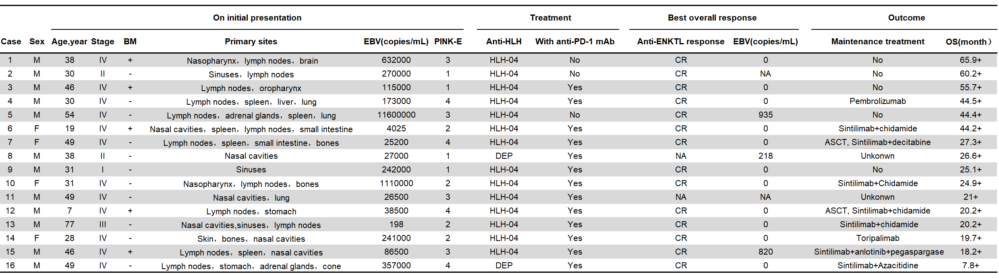 On initial presentation Treatment Best overall response Outcome
Case Sex Age,year Stage BM Primary sites EBV(copies/mL) PINK-E Anti-HLH With anti-PD-1 mAb Anti-ENKTL response EBV(copies/mL) Maintenance treatment OS(month）
1 M 38 IV + Nasopharynx，lymph nodes，brain 632000 3 HLH-04 No CR 0 No 65.9+
2 M 30 II - Sinuses，lymph nodes 270000 1 HLH-04 No CR NA No 60.2+
3 M 46 IV + Lymph nodes，oropharynx 115000 1 HLH-04 Yes CR 0 No 55.7+
4 M 30 IV - Lymph nodes，spleen，liver，lung 173000 4 HLH-04 Yes CR 0 Pembrolizumab 44.5+
5 M 54 IV - Lymph nodes，adrenal glands，spleen，lung 11600000 3 HLH-04 No CR 935 No 44.4+
6 F 19 IV + Nasal cavities，spleen，lymph nodes，small intestine 4025 2 HLH-04 Yes CR 0 Sintilimab+chidamide 44.2+
7 F 49 IV - Lymph nodes，spleen，small intestine，bones 25200 4 HLH-04 Yes CR 0 ASCT, Sintilimab+decitabine 27.3+
8 M 38 II - Nasal cavities 27000 1 DEP Yes NA 218 Unkonwn 26.6+
9 M 31 I - Sinuses 242000 1 HLH-04 Yes CR 0 No 25.1+
10 F 31 IV - Nasopharynx，lymph nodes，bones 1110000 2 HLH-04 Yes CR 0 Sintilimab+Chidamide 24.9+
11 M 49 IV - Nasal cavities，lung 26500 3 HLH-04 Yes NA NA Unkonwn 21+
12 M 7 IV + Lymph nodes，stomach 38500 4 HLH-04 Yes CR 0 ASCT, Sintilimab+chidamide 20.2+
13 M 77 III - Nasal cavities,sinuses，lymph nodes 198 2 HLH-04 Yes CR 0 Sintilimab+chidamide 20.2+
14 F 28 IV - Skin，bones，nasal cavities 241000 2 HLH-04 Yes CR 0 Toripalimab 19.7+
15 M 46 IV + Lymph nodes，spleen，nasal cavities 86500 3 HLH-04 Yes CR 820 Sintilimab+anlotinib+pegaspargase 18.2+
16 M 49 IV - Lymph nodes，stomach，adrenal glands，cone 357000 4 DEP Yes CR 0 Sintilimab+Azacitidine 7.8+